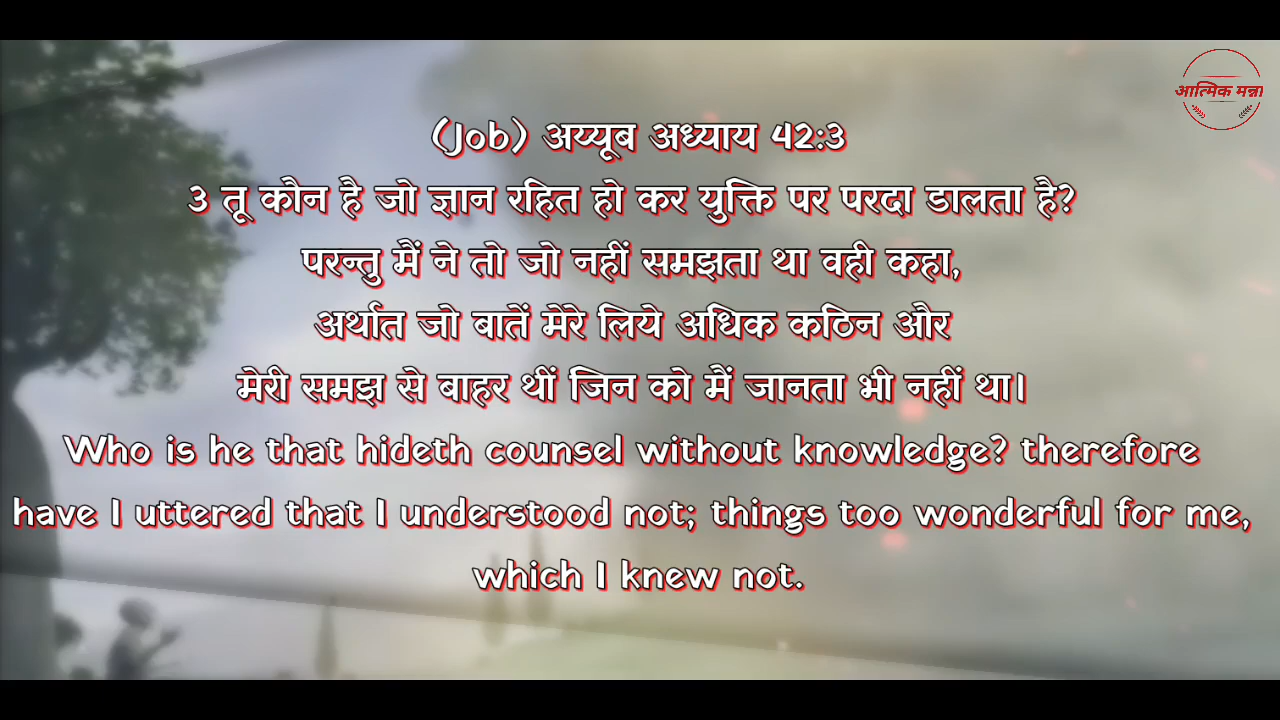 आत्मिक मन्ना
(Job) अय्यूब अध्याय 42:3
3 तू कौन है जो ज्ञान रहित हो कर युक्ति पर परदा डालता है?
परन्तु मैं ने तो जो नहीं समझता था वही कहा,
अर्थात जो बातें मेरे लिये अधिक कठिन और
मेरी समझ से बाहर थीं जिन को मैं जानता भी नहीं था।
Who is he that hideth counsel without knowledge? therefore
have I uttered that I understood not; things too wonderful for me,
which I knew not.